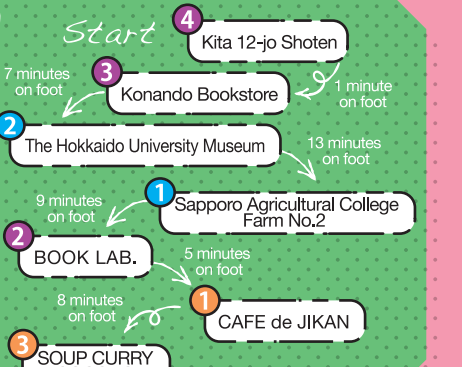 Start
4
Kita 12-jo Shoten
1 minute
on foot
3
Konando Bookstore
7 minutes
on foot
2
The Hokkaido University Museum
13 minutes
on foot
1
Sapporo Agricultural College
Farm No.2
9 minutes
on foot
2
BOOK LAB.
5 minutes
on foot
1
CAFE de JIKAN
8 minutes
on foot
3
SOUP CURRY